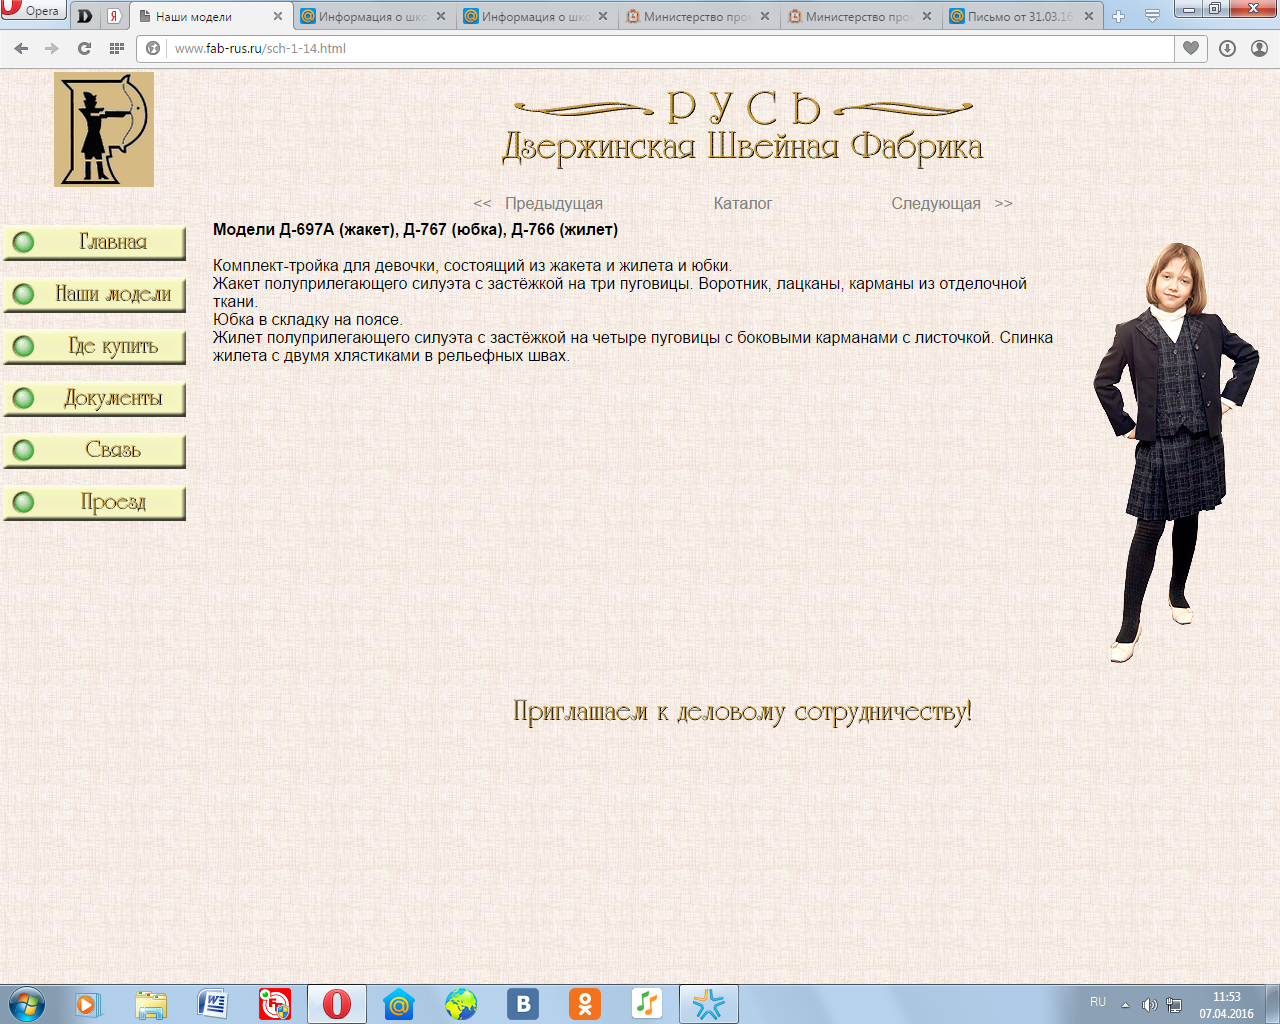 Opera
Наши модели
Информация о шко
Информация о шко
Министерство про
Министерство про
Письмо от 31.03.16
www.fab-rus.ru/sch-1-14.html
РУСЬ
Дзержинская Швейная Фабрика
<< Предыдущая Каталог Следующая >>
Главная
Наши модели
Где купить
Документы
Связь
Проезд
Модели Д-697А (жакет), Д-767 (юбка), Д-766 (жилет)
Комплект-тройка для девочки, состоящий из жакета и жилета и юбки.
Жакет полуприлегающего силуэта с застёжкой на три пуговицы. Воротник, лацканы, карманы из отделочной
ткани.
Юбка в складку на поясе.
Жилет полуприлегающего силуэта с застёжкой на четыре пуговицы с боковыми карманами с листочкой. Спинка
жилета с двумя хлястиками в рельефных швах.
Приглашаем к деловому сотрудничеству!
RU
11:53
07.04.2016